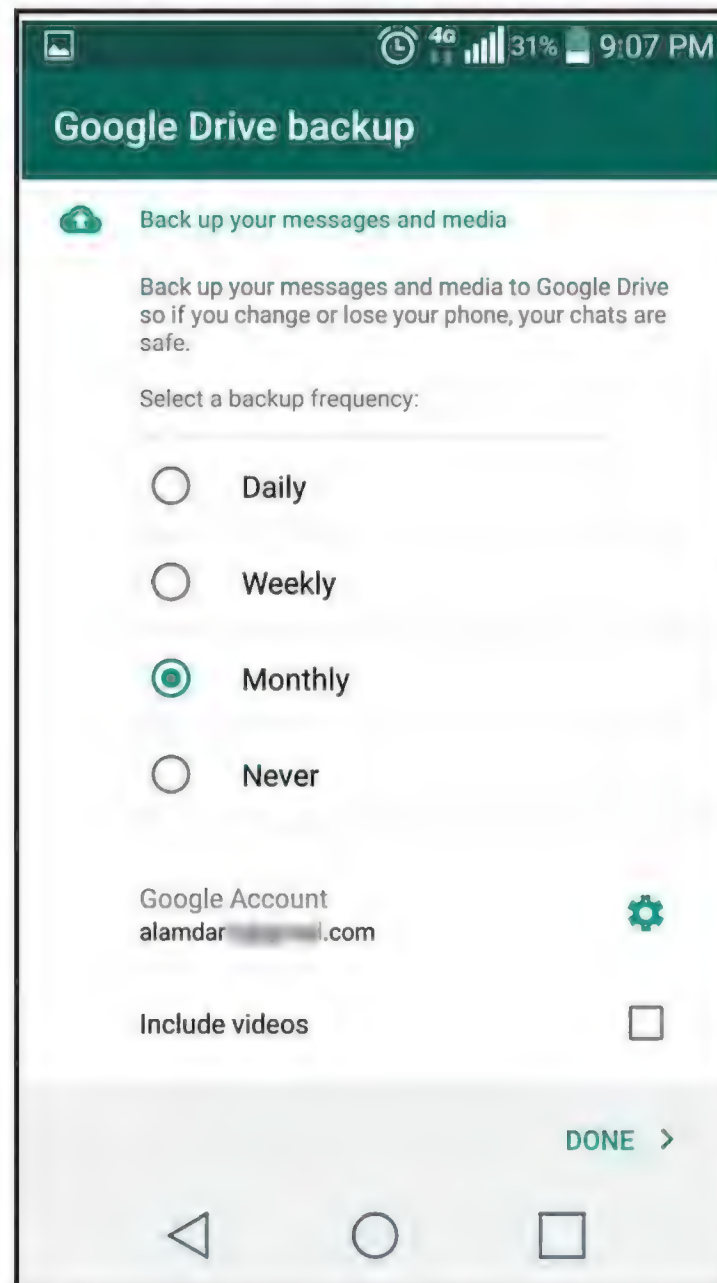 4G 31% 9:07 PM
Google Drive backup
Back up your messages and media
Back up your messages and media to Google Drive
so if you change or lose your phone, your chats are
safe.
Select a backup frequency:
Daily
Weekly
Monthly
Never
Google Account
alamdar .com
Include videos
DONE